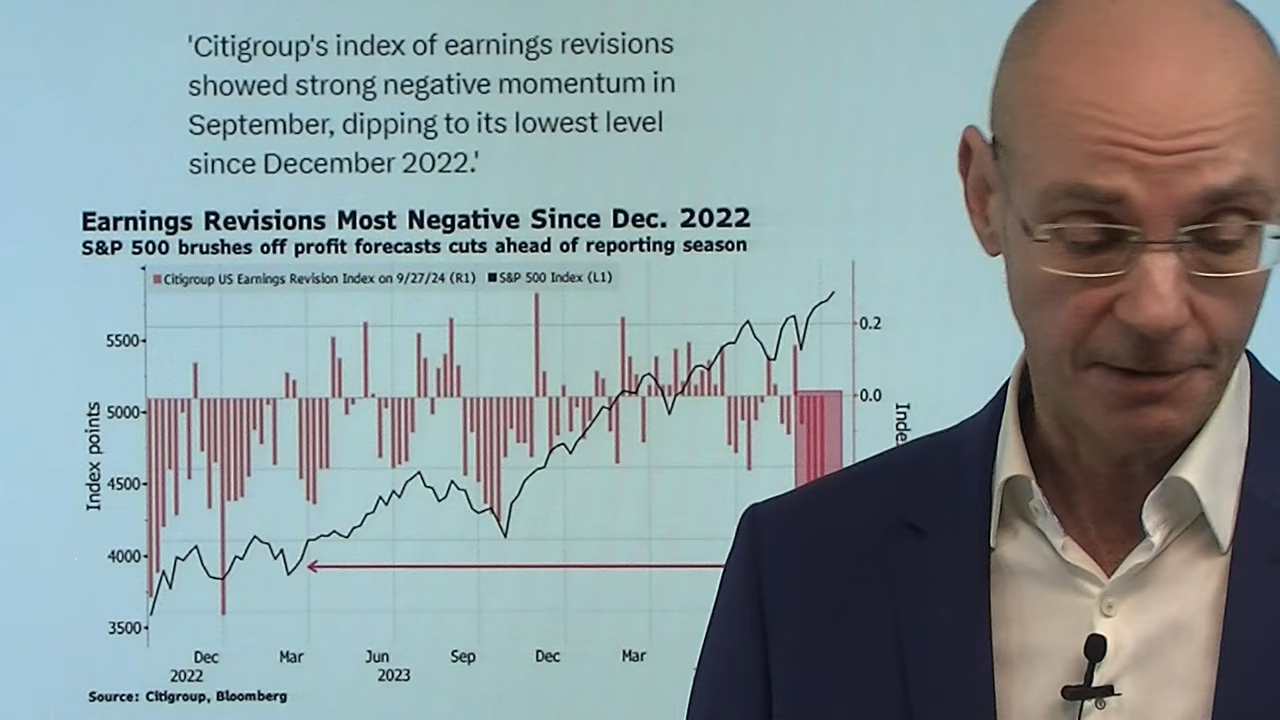 'Citigroup's index of earnings revisions
showed strong negative momentum in
September, dipping to its lowest level
since December 2022.'
Earnings Revisions Most Negative Since Dec. 2022
S&P 500 brushes off profit forecasts cuts ahead of reporting season
Citigroup US Earnings Revision Index on 9/27/24 (R1) S&P 500 Index (L1)
5500
5000
4500
4000
3500
Index points
0.2
0.0
Dec Mar Jun Sep Dec Mar
2022 2023
Source: Citigroup, Bloomberg